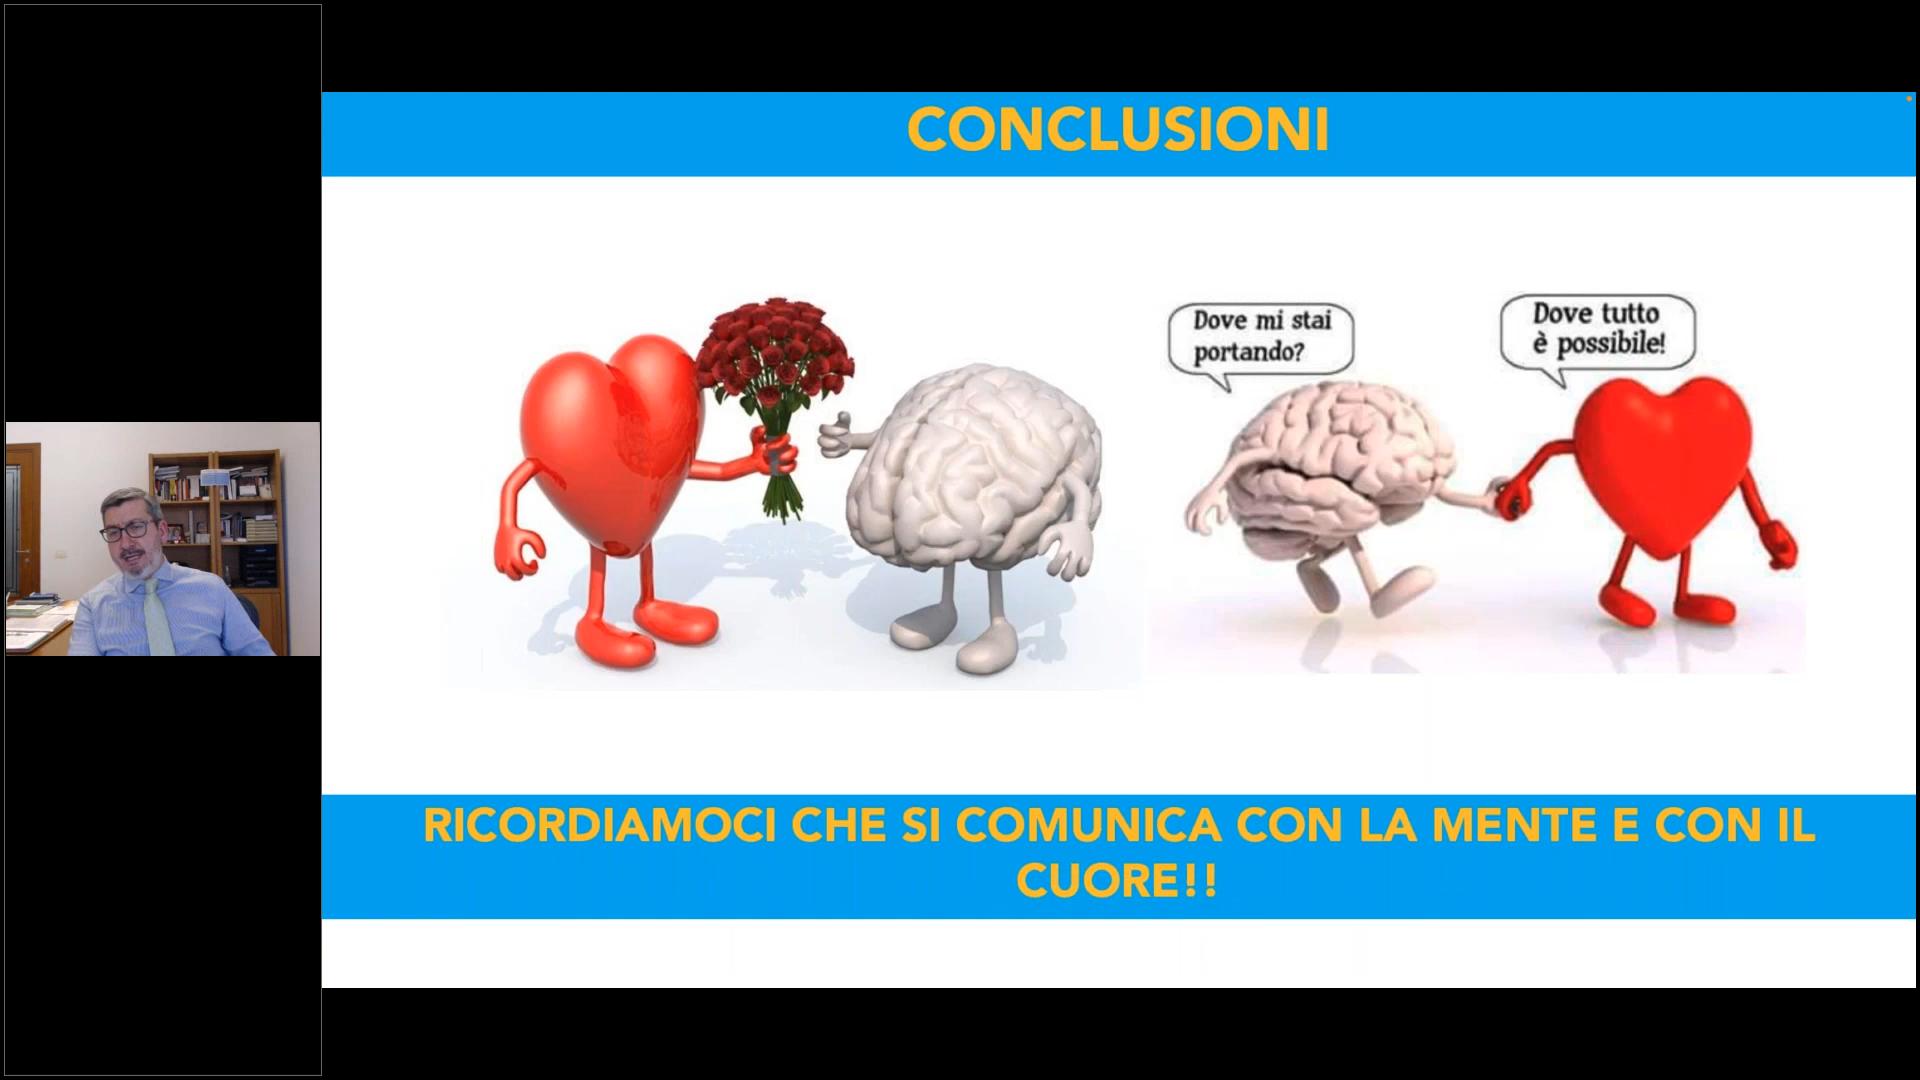 CONCLUSIONI
Dove mi stai
portando?
Dove tutto
è possibile!
RICORDIAMOCI CHE SI COMUNICA CON LA MENTE E CON IL
CUORE!!